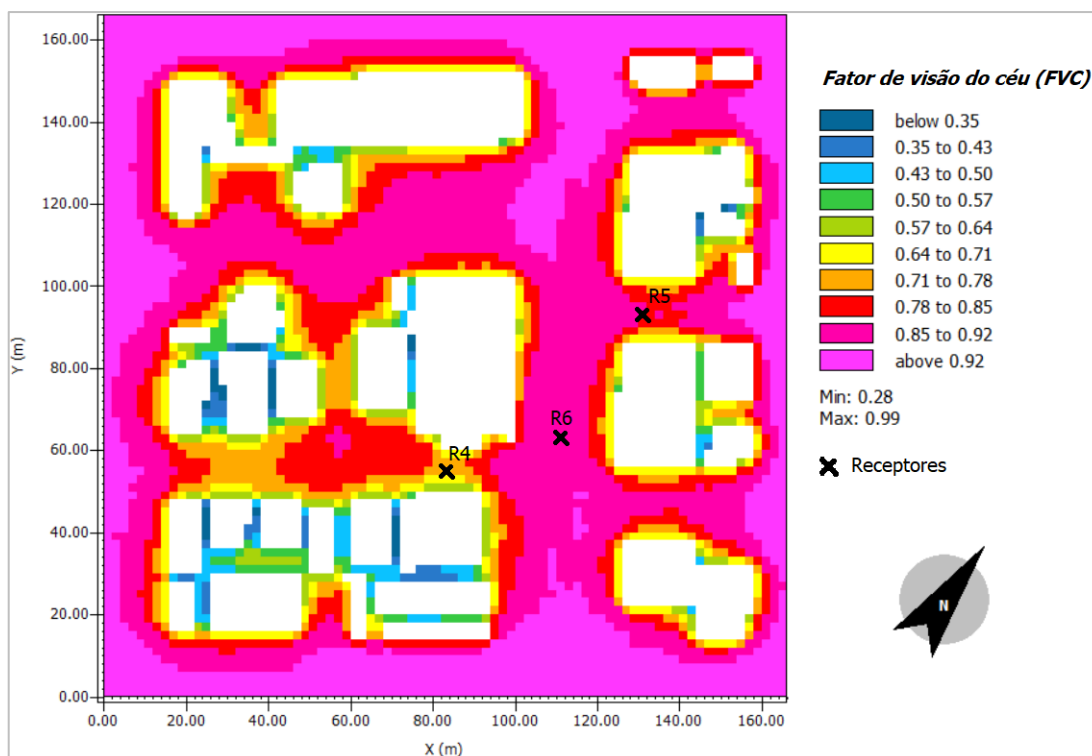 160.00
140.00
120.00
100.00
80.00
60.00
40.00
20.00
0.00
Y (m)
0.00 20.00 40.00 60.00 80.00 100.00 120.00 140.00 160.00
X (m)
R5
R6
R4
Fator de visão do céu (FVC)
below 0.35
0.35 to 0.43
0.43 to 0.50
0.50 to 0.57
0.57 to 0.64
0.64 to 0.71
0.71 to 0.78
0.78 to 0.85
0.85 to 0.92
above 0.92
Min: 0.28
Max: 0.99
Receptores
N